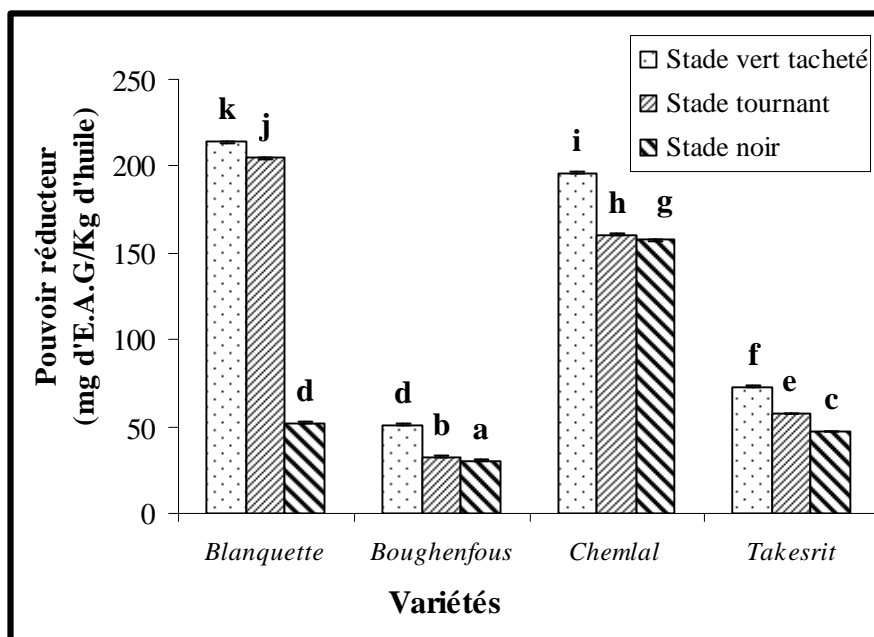 Stade vert tacheté
Stade tournant
Stade noir
Pouvoir réducteur
(mg d'E.A.G/Kg d'huile)
250
200
150
100
50
0
k
j
d
d
b
a
i
h
g
f
e
c
Blanquette
Boughenfous
Chemlal
Takesrit
Variétés